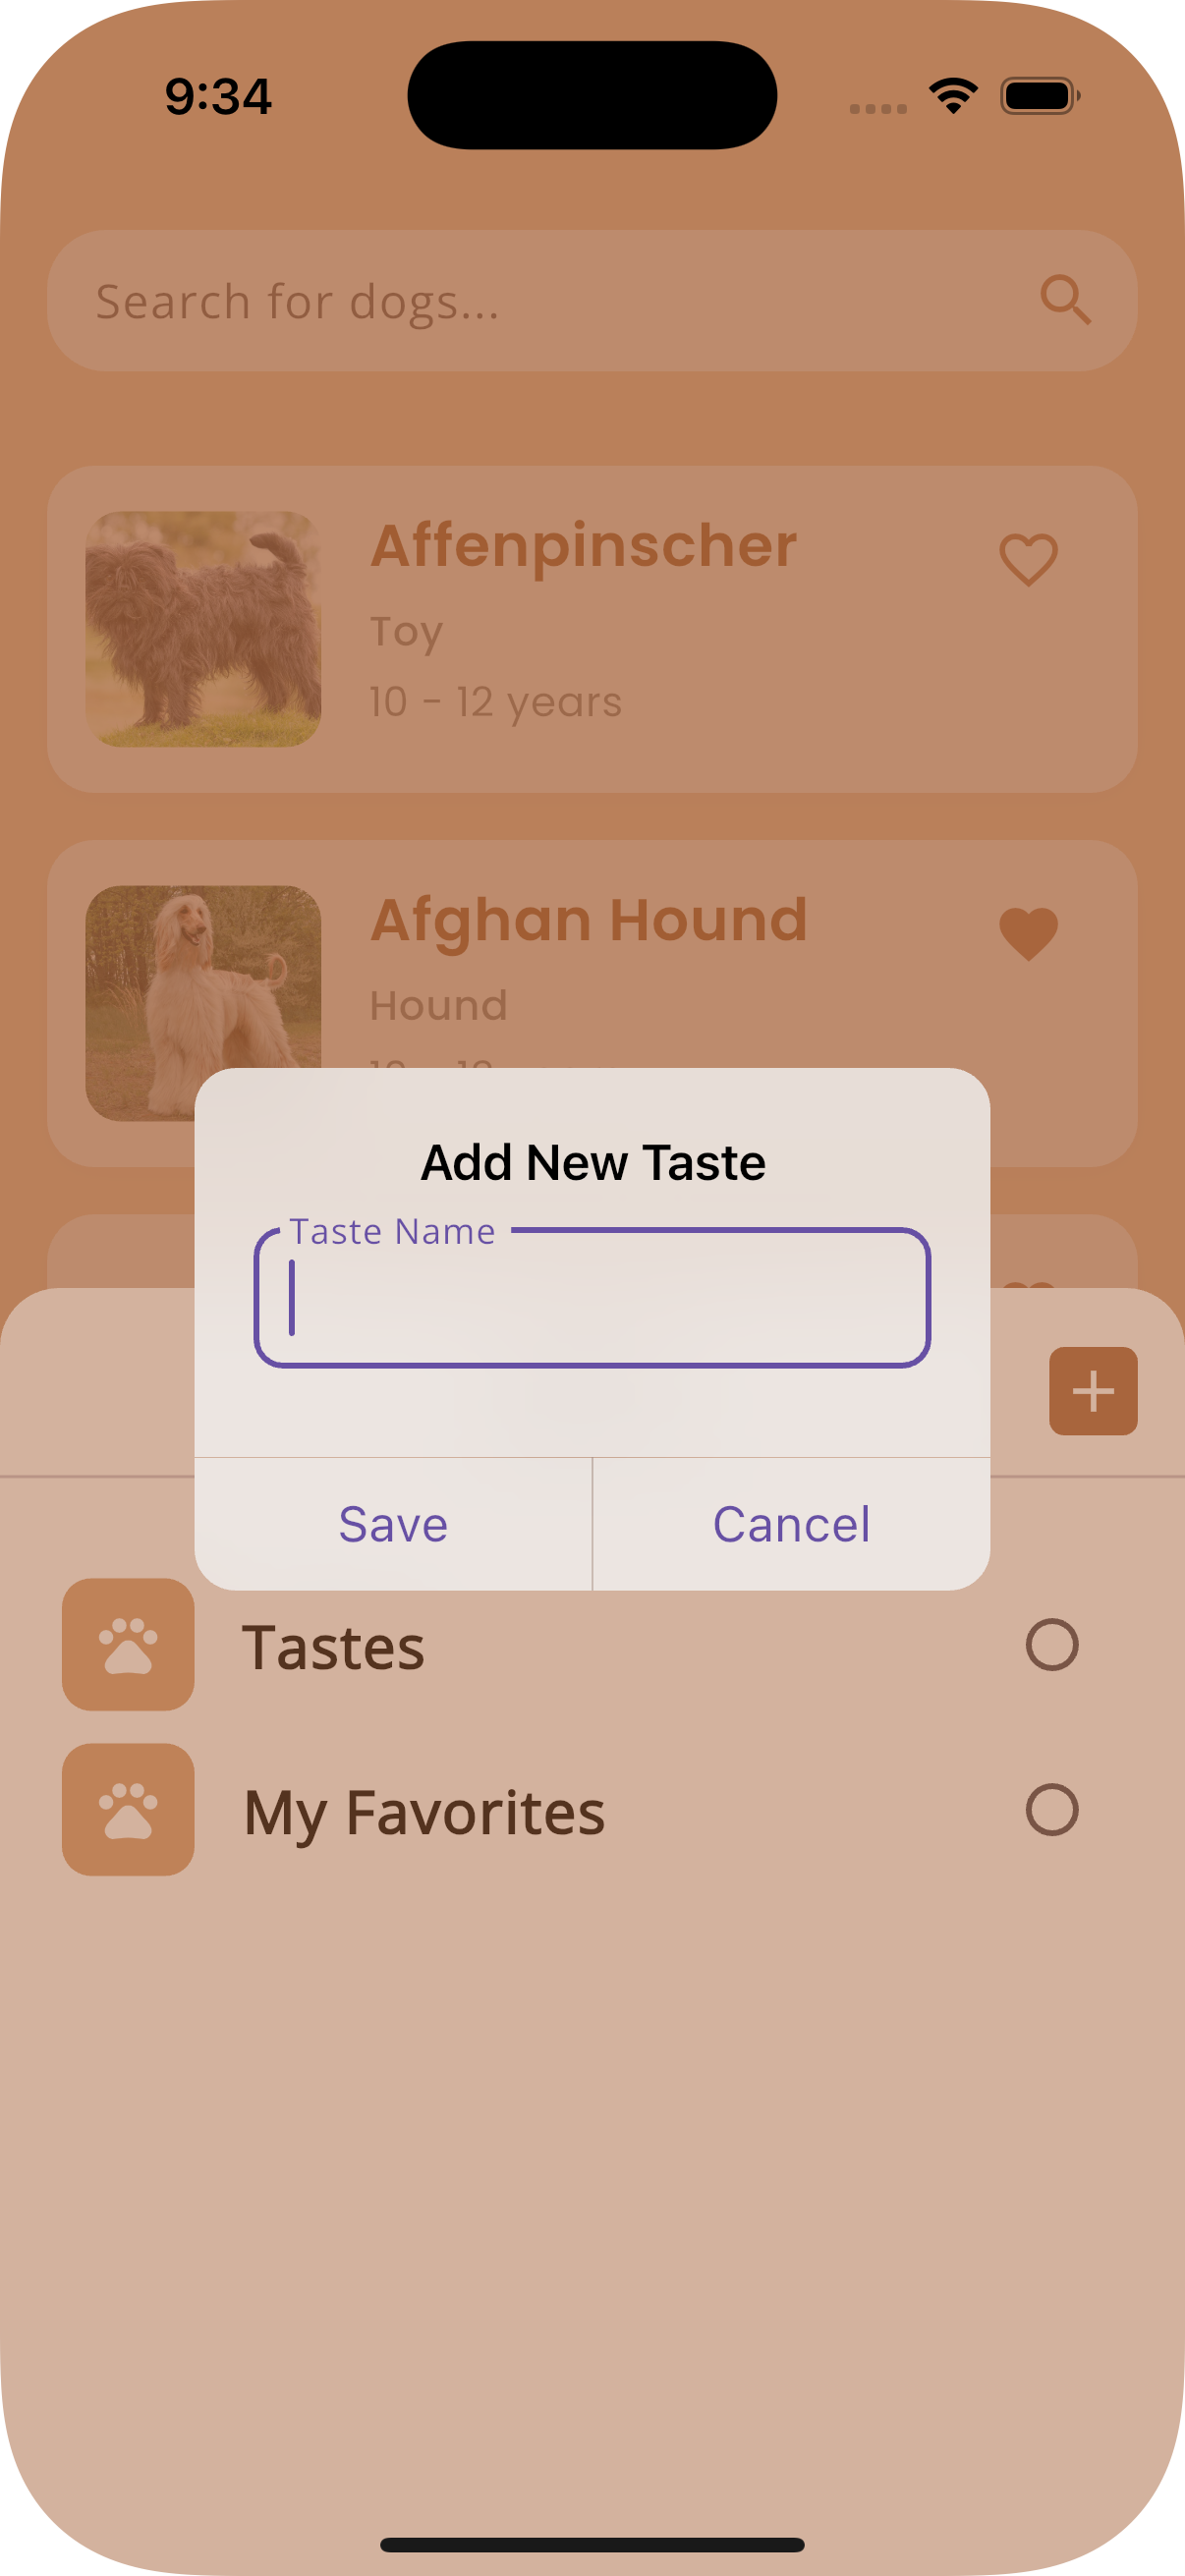 9:34
Search for dogs...
Affenpinscher
Toy
10 - 12 years
Afghan Hound
Hound
Add New Taste
Taste Name
Save
Cancel
Tastes
My Favorites